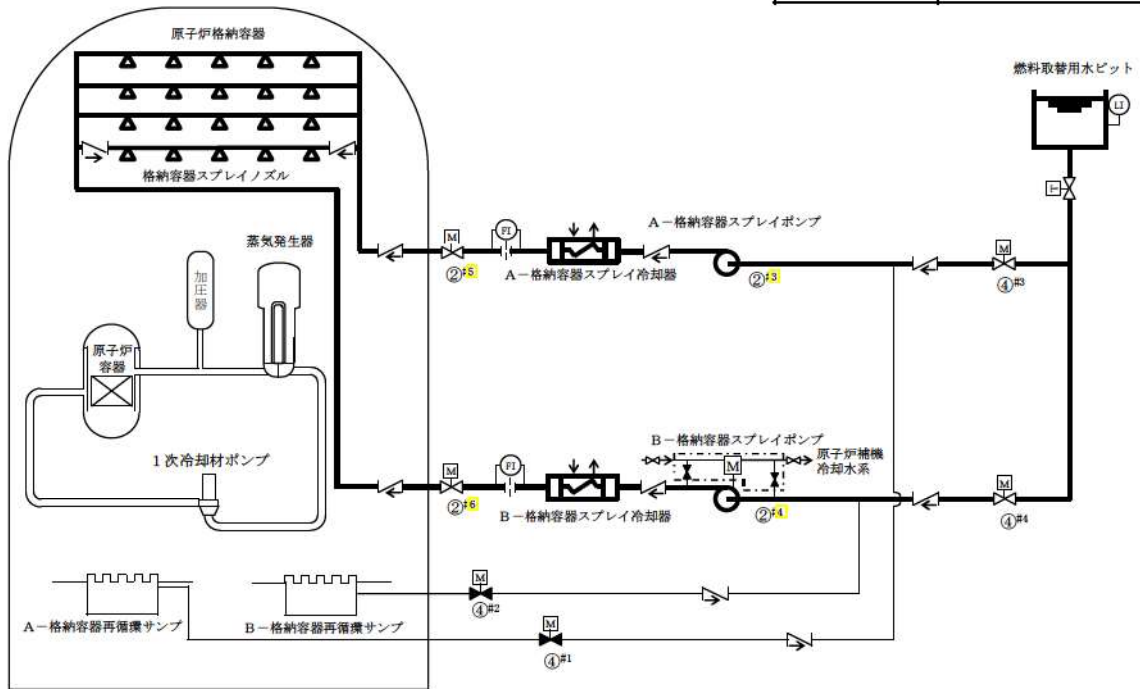 原子炉格納容器
燃料取替用水ピット
LI
T
格納容器スプレイノズル
A－格納容器スプレイポンプ
M
FI
M
蒸気発生器
②#5
A－格納容器スプレイ冷却器
②#3
④#3
加圧器
原子炉
容器
B－格納容器スプレイポンプ
原子炉補機
冷却水系
M
1次冷却材ポンプ
M
FI
M
②#6
B－格納容器スプレイ冷却器
②#4
④#4
M
④#2
A－格納容器再循環サンプ
B－格納容器再循環サンプ
M
④#1